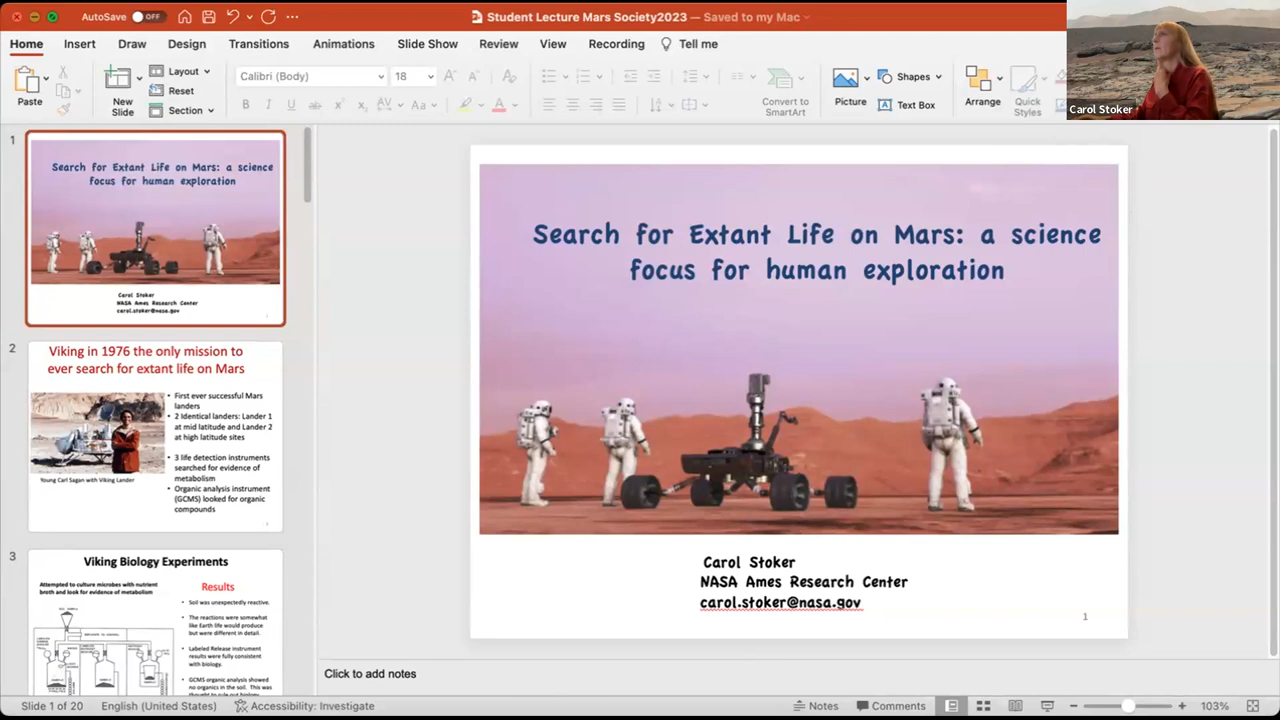 AutoSave OFF
Student Lecture Mars Society2023 — Saved to my Mac
Home Insert Draw Design Transitions Animations Slide Show Review View Recording Tell me
Paste
New
Slide
Layout
Reset
Section
Calibri (Body) 18
Convert to
SmartArt
Picture
Shapes
Text Box
Arrange
Quick
Styles
Carol Stoker
1
Search for Extant Life on Mars: a science
focus for human exploration
Carol Stoker
NASA Ames Research Center
carol.stoker@nasa.gov
2
Viking in 1976 the only mission to
ever search for extant life on Mars
• First ever successful Mars
landers
• 2 Identical landers: Lander 1
at mid latitude and Lander 2
at high latitude sites
• 3 life detection instruments
searched for evidence of
metabolism
• Organic analysis instrument
(GCMS) looked for organic
compounds
Young Carl Sagan with Viking Lander
3
Viking Biology Experiments
Attempted to culture microbes with nutrient
broth and look for evidence of metabolism
Results
• Soil was unexpectedly reactive.
• The reactions were somewhat
like Earth life would produce
but were different in detail.
• Labeled Release instrument
results were fully consistent
with biology.
• GCMS organic analysis showed
no organics in the soil. This was
Search for Extant Life on Mars: a science
focus for human exploration
Carol Stoker
NASA Ames Research Center
carol.stoker@nasa.gov
1
Click to add notes
Slide 1 of 20 English (United States) Accessibility: Investigate Notes Comments 103%